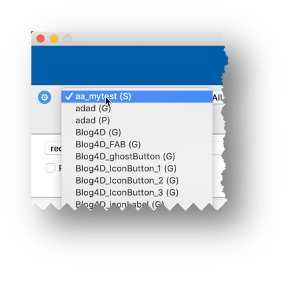 ✓ aa_mytest (S)
All
adad (G)
adad (P)
Blog4D (G)
Blog4D_FAB (G)
Blog4D_ghostButton (G)
rec
Blog4D_IconButton_1 (G)
Blog4D_IconButton_2 (G)
Blog4D_IconButton_3 (G)
Blog4D_iconLabel (G)